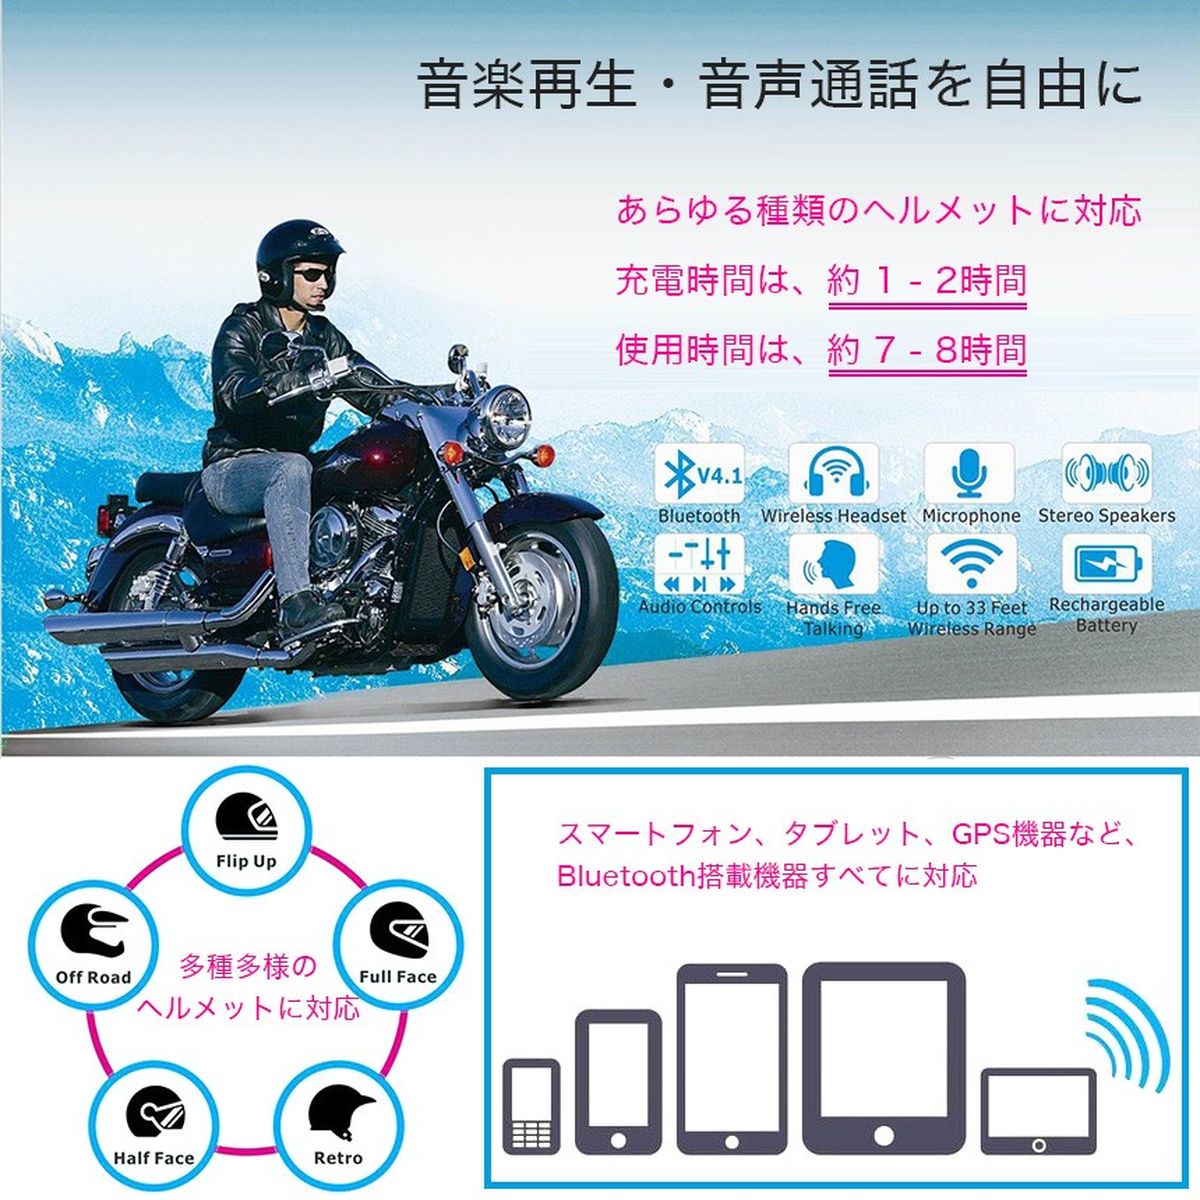 音楽再生・音声通話を自由に
あらゆる種類のヘルメットに対応
充電時間は、約 1 - 2時間
使用時間は、約 7 - 8時間
V4.1
Bluetooth
Wireless Headset
Microphone
Stereo Speakers
Audio Controls
Hands Free
Talking
Up to 33 Feet
Wireless Range
Rechargeable
Battery
Flip Up
Off Road
Full Face
多種多様の
ヘルメットに対応
Half Face
Retro
スマートフォン、タブレット、GPS機器など、
Bluetooth搭載機器すべてに対応